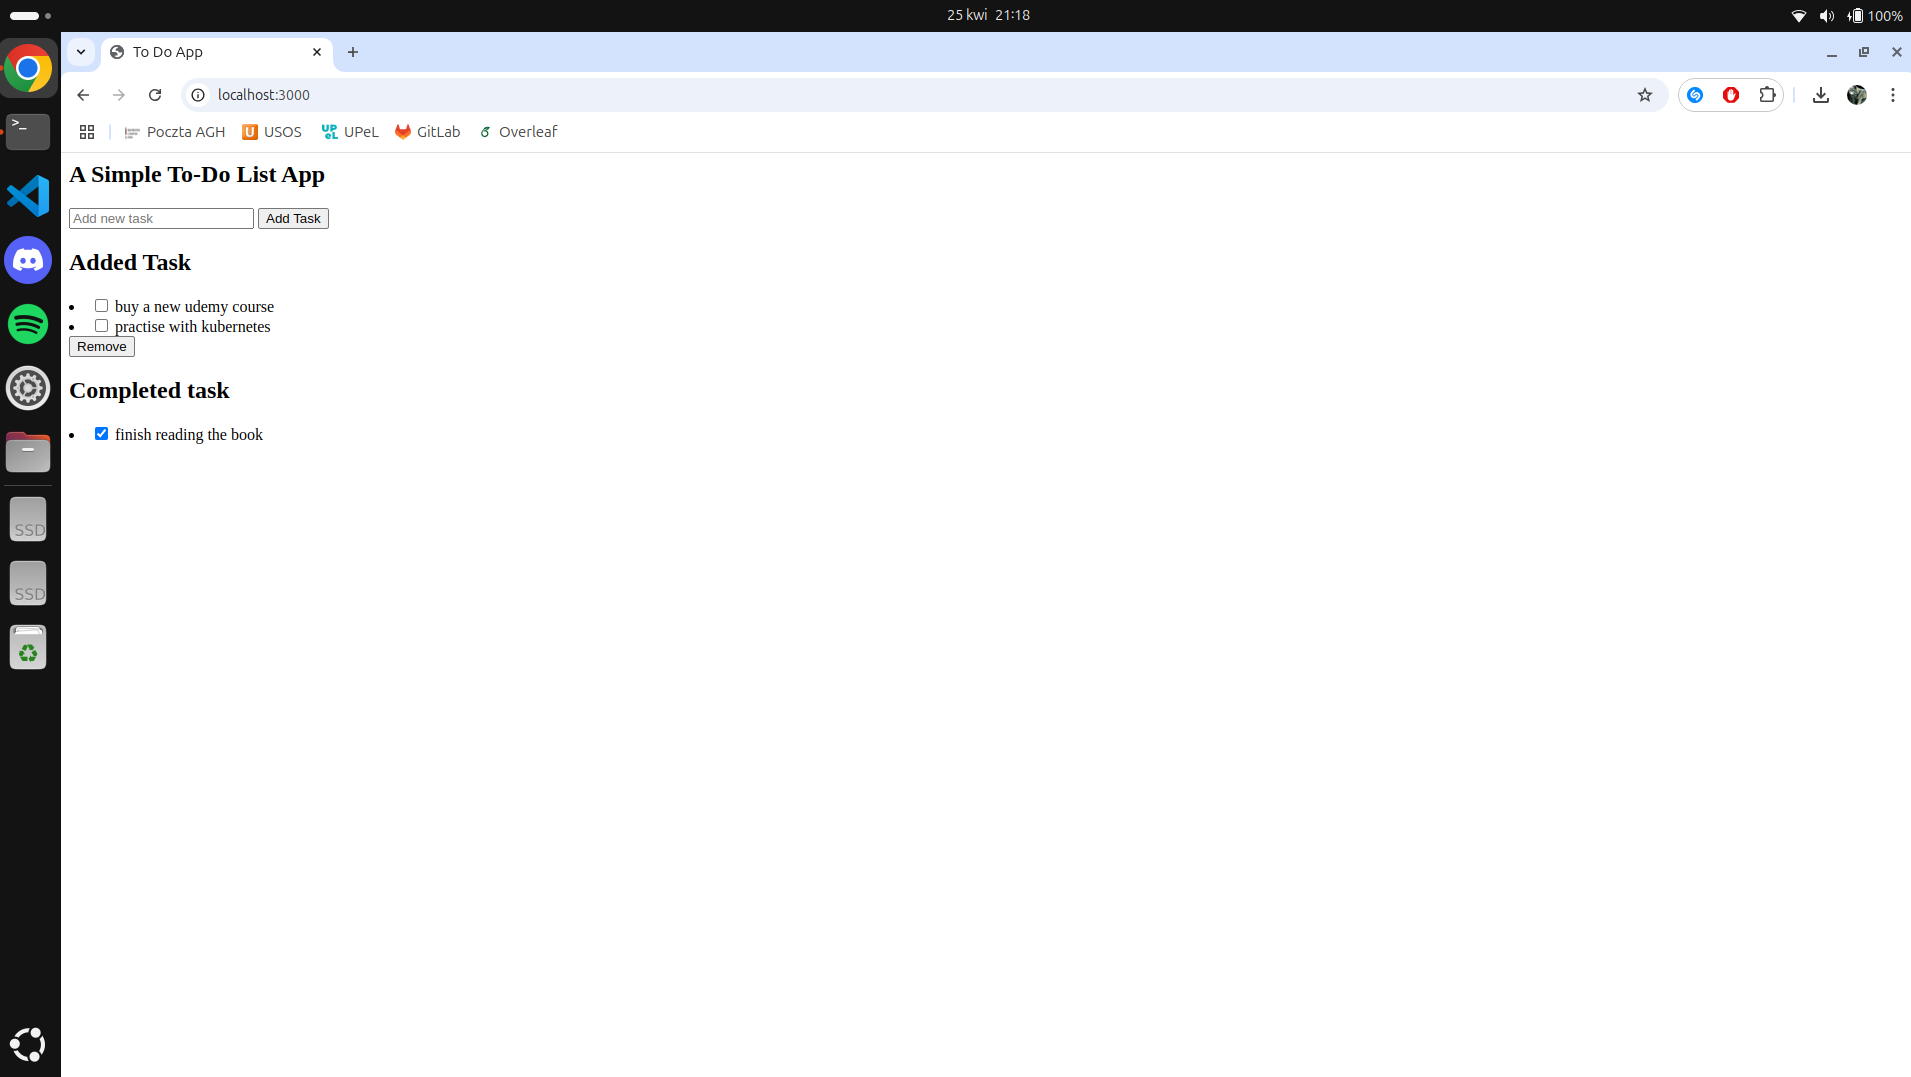 25 kwi 21:18
100%
To Do App
localhost:3000
Poczta AGH USOS UPeL GitLab Overleaf
A Simple To-Do List App
Add new task Add Task
Added Task
buy a new udemy course
practise with kubernetes
Remove
Completed task
finish reading the book
>_
SSD
SSD